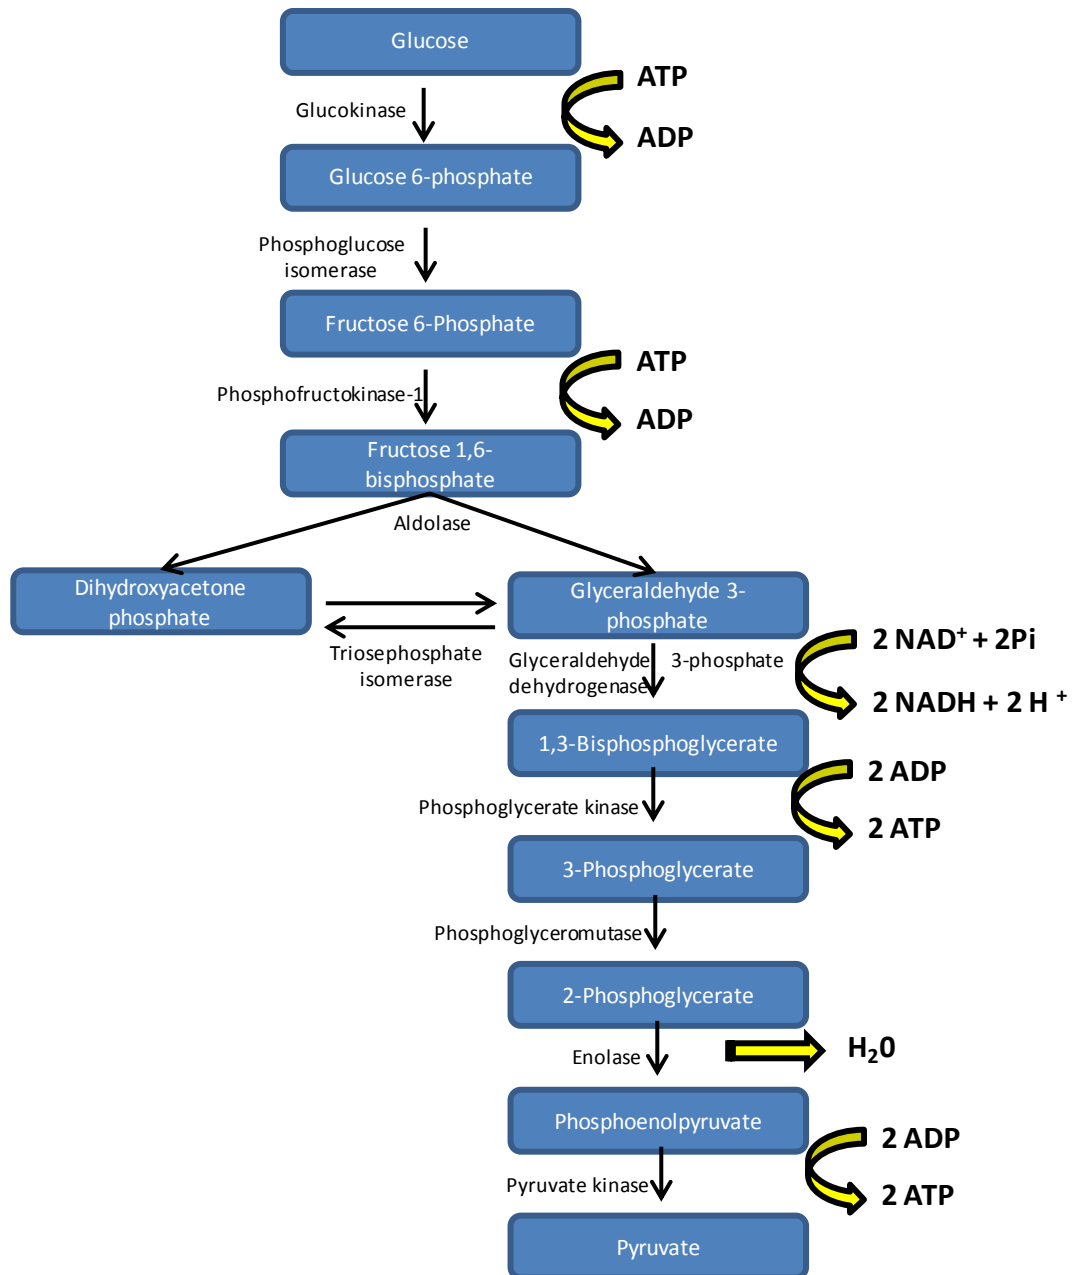 Glucose
ATP
Glucokinase
ADP
Glucose 6-phosphate
Phosphoglucose
isomerase
Fructose 6-Phosphate
ATP
Phosphofructokinase-1
ADP
Fructose 1,6-
bisphosphate
Aldolase
Dihydroxyacetone
phosphate
Glyceraldehyde 3-
phosphate
Triosephosphate
isomerase
Glyceraldehyde 3-phosphate
dehydrogenase
2 NAD⁺ + 2Pi
2 NADH + 2 H ⁺
1,3-Bisphosphoglycerate
2 ADP
Phosphoglycerate kinase
2 ATP
3-Phosphoglycerate
Phosphoglyceromutase
2-Phosphoglycerate
Enolase
H₂0
Phosphoenolpyruvate
2 ADP
Pyruvate kinase
2 ATP
Pyruvate